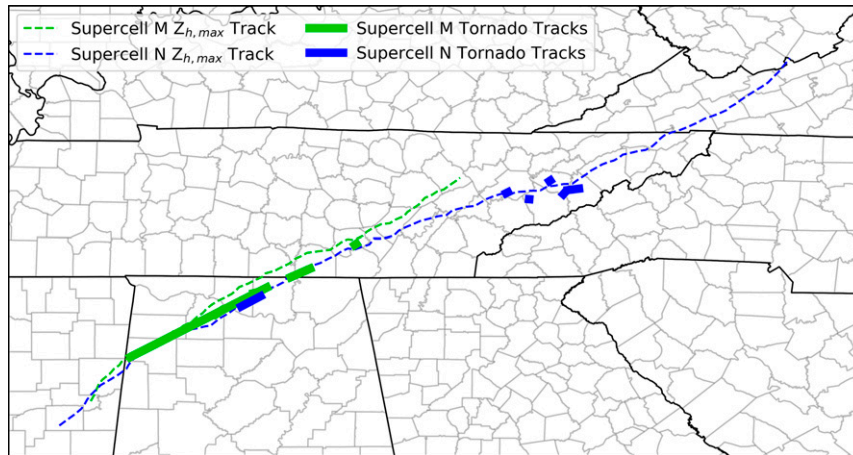 Supercell M Z_{h,max} Track
Supercell N Z_{h,max} Track
Supercell M Tornado Tracks
Supercell N Tornado Tracks